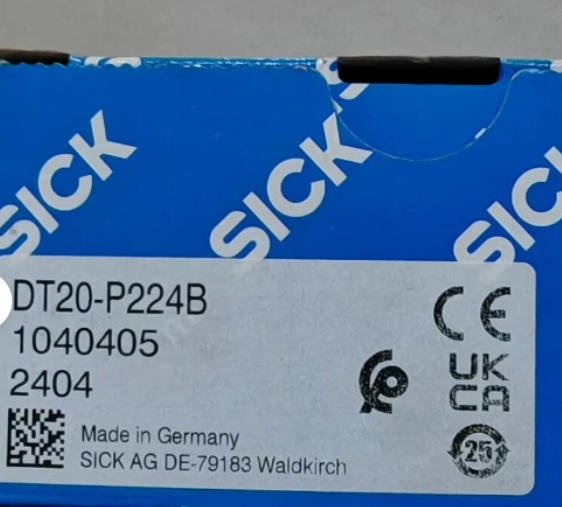 SICK
SICK
SICK
DT20-P224B
1040405
2404
CE
UK
CA
25
Made in Germany
SICK AG DE-79183 Waldkirch